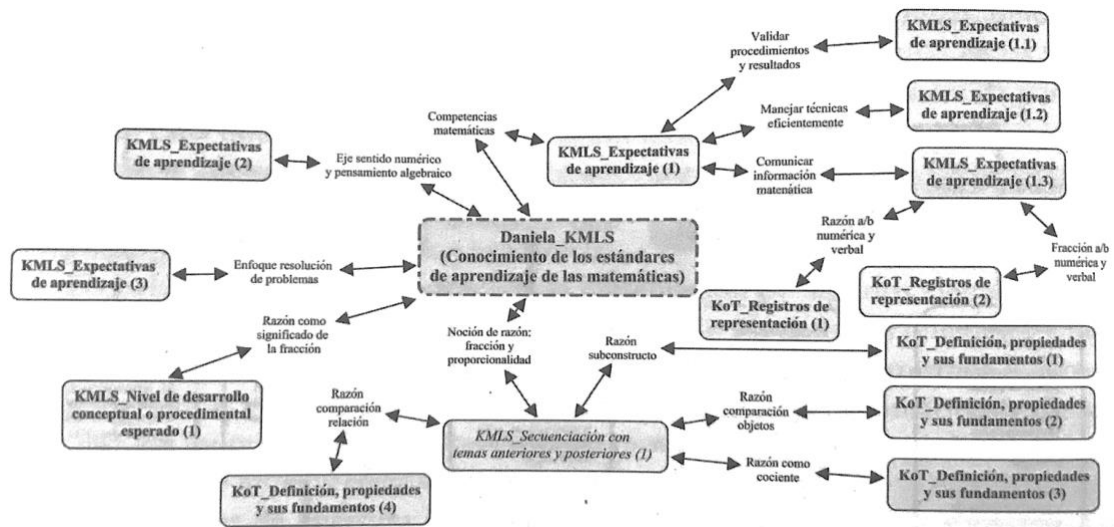 Validar
procedimientos
y resultados
KMLS_Expectativas
de aprendizaje (1.1)
Competencias
matemáticas
Manejar técnicas
eficientemente
KMLS_Expectativas
de aprendizaje (1.2)
KMLS_Expectativas
de aprendizaje (2)
Eje sentido numérico
y pensamiento algebraico
KMLS_Expectativas
de aprendizaje (1)
Comunicar
información
matenática
KMLS_Expectativas
de aprendizaje (1.3)
Daniela_KMLS
(Conocimiento de los estándares
de aprendizaje de las matemáticas)
Razón a/b
numérica y
verbal
Fracción a/b
numérica y
verbal
KMLS_Expectativas
de aprendizaje (3)
Enfoque resolución
de problemas
KoT_Registros de
representación (1)
KoT_Registros de
representación (2)
Razón como
significado de
la fracción
Noción de razón:
fracción y
proporcionalidad
Razón
subconstructo
KoT_Definición, propiedades
y sus fundamentos (1)
KMLS_Nivel de desarrollo
conceptual o procedimental
esperado (1)
Razón
comparación
relación
KMLS_Secuenciación con
temas anteriores y posteriores (1)
Razón
comparación
objetos
KoT_Definición, propiedades
y sus fundamentos (2)
KoT_Definición, propiedades
y sus fundamentos (4)
Razón como
cociente
KoT_Definición, propiedades
y sus fundamentos (3)